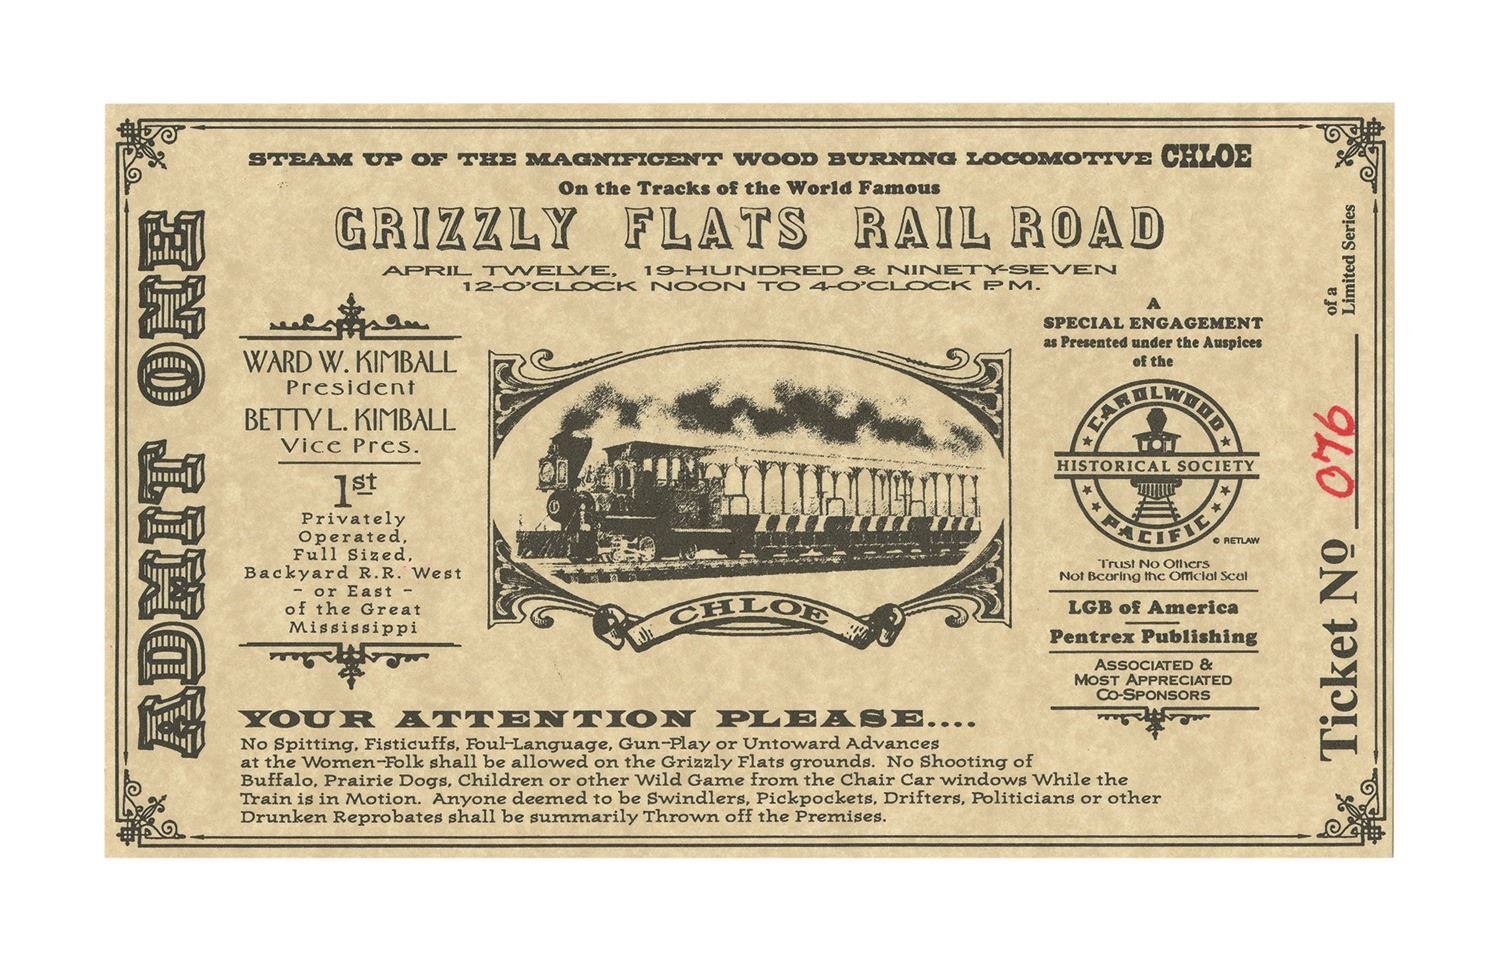 STEAM UP OF THE MAGNIFICENT WOOD BURNING LOCOMOTIVE CHLOE
On the Tracks of the World Famous
GRIZZLY FLATS RAIL ROAD
APRIL TWELVE, 19-HUNDRED & NINETY-SEVEN
12-O'CLOCK NOON TO 4-O'CLOCK P.M.
ADMIT ONE
WARD W. KIMBALL
President
BETTY L. KIMBALL
Vice Pres.
1st
Privately
Operated,
Full Sized,
Backyard R.R. West
- or East -
of the Great
Mississippi
CHLOE
A
SPECIAL ENGAGEMENT
as Presented under the Auspices
of the
CAROLWOOD
HISTORICAL SOCIETY
PACIFIC
© RETLAW
Trust No Others
Not Bearing the Official Seal
LGB of America
Pentrex Publishing
ASSOCIATED &
MOST APPRECIATED
CO-SPONSORS
Ticket No 076
of a
Limited Series
YOUR ATTENTION PLEASE....
No Spitting, Fisticuffs, Foul-Language, Gun-Play or Untoward Advances
at the Women-Folk shall be allowed on the Grizzly Flats grounds. No Shooting of
Buffalo, Prairie Dogs, Children or other Wild Game from the Chair Car windows While the
Train is in Motion. Anyone deemed to be Swindlers, Pickpockets, Drifters, Politicians or other
Drunken Reprobates shall be summarily Thrown off the Premises.